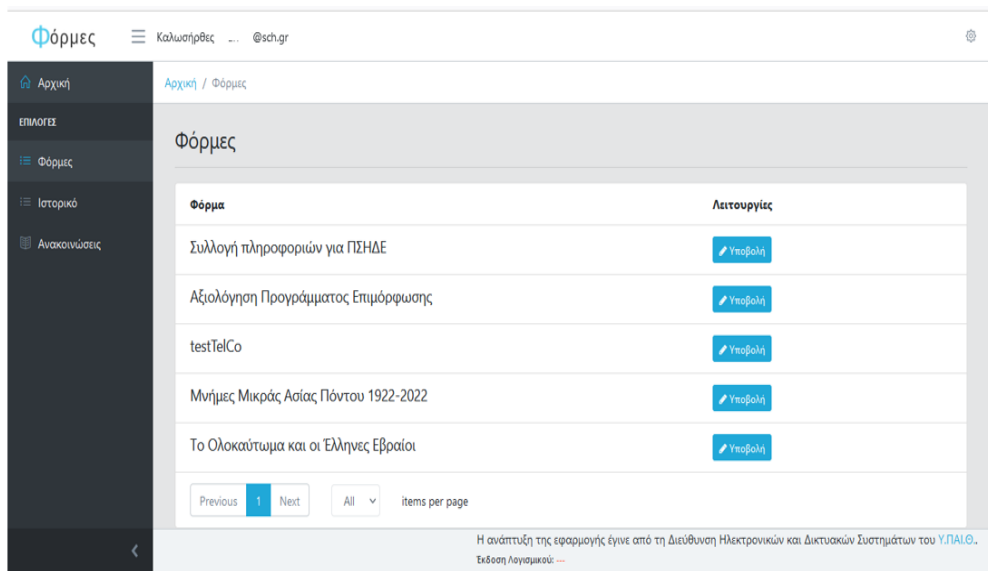 Φόρμες
Καλωσήρθες .... @sch.gr
Αρχική
Αρχική / Φόρμες
ΕΠΙΛΟΓΕΣ
Φόρμες
Ιστορικό
Ανακοινώσεις
Φόρμες
Φόρμα Λειτουργίες
Συλλογή πληροφοριών για ΠΣΗΔΕ Υποβολή
Αξιολόγηση Προγράμματος Επιμόρφωσης Υποβολή
testTelCo Υποβολή
Μνήμες Μικράς Ασίας Πόντου 1922-2022 Υποβολή
Το Ολοκαύτωμα και οι Έλληνες Εβραίοι Υποβολή
Previous 1 Next All items per page
Η ανάπτυξη της εφαρμογής έγινε από τη Διεύθυνση Ηλεκτρονικών και Δικτυακών Συστημάτων του Υ.ΠΑΙ.Θ..
Έκδοση Λογισμικού: ---